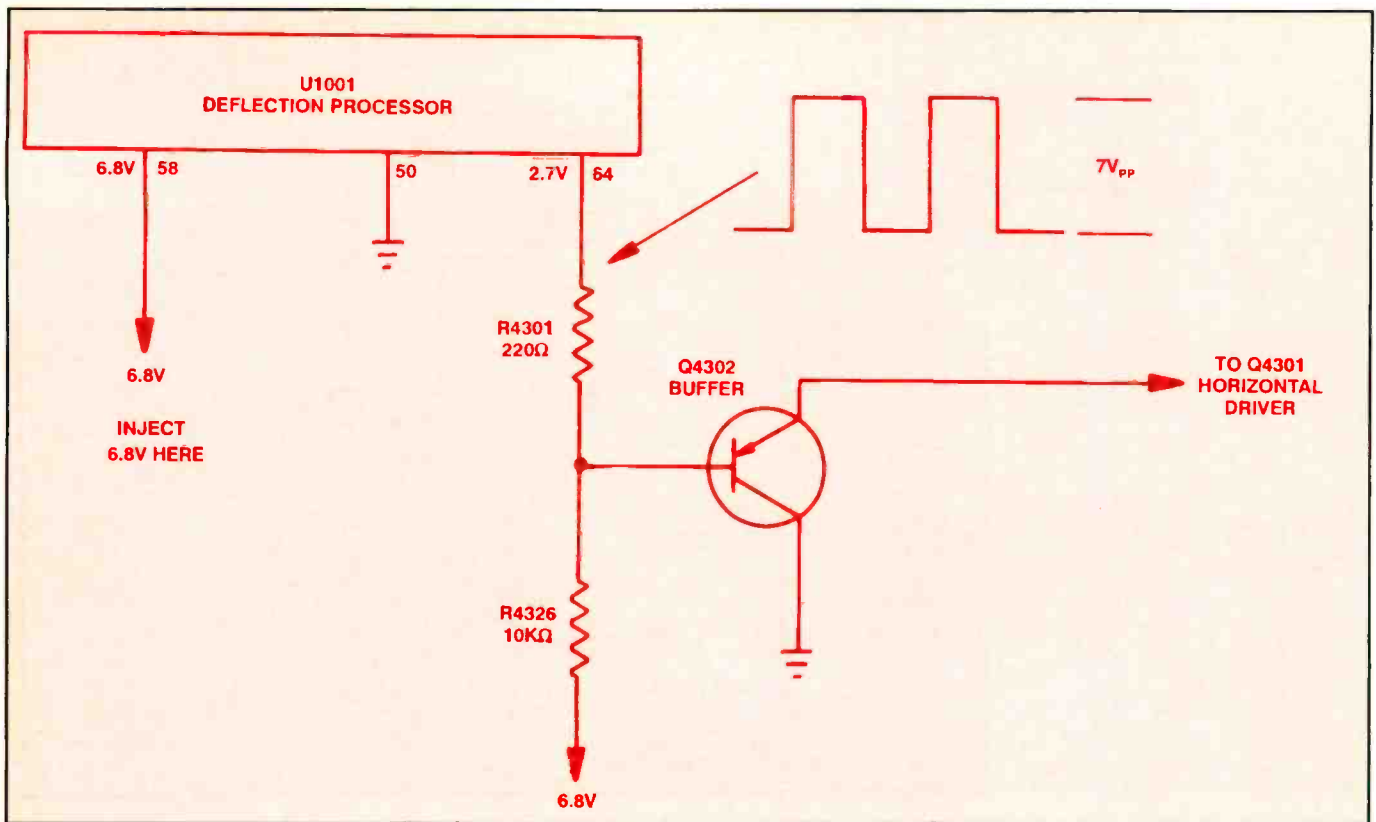 U1001
DEFLECTION PROCESSOR
6.8V 58
50
2.7V 64
7Vpp
R4301
220Ω
Q4302
BUFFER
TO Q4301
HORIZONTAL
DRIVER
6.8V
INJECT
6.8V HERE
R4326
10KΩ
6.8V